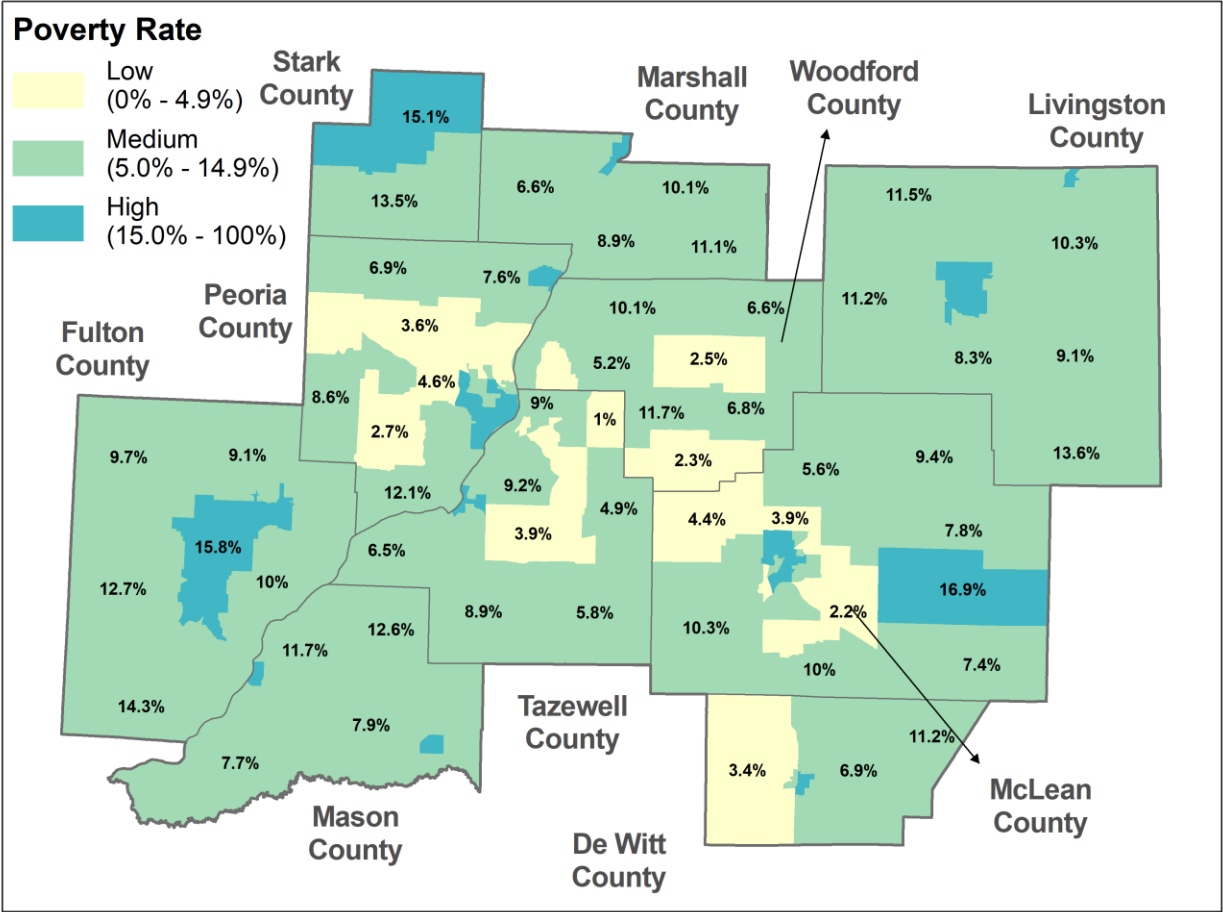 Poverty Rate
Low
(0% - 4.9%)
Medium
(5.0% - 14.9%)
High
(15.0% - 100%)
Stark
County
Marshall
County
Woodford
County
Livingston
County
15.1%
13.5%
6.6%
10.1%
8.9%
11.1%
11.5%
10.3%
11.2%
8.3%
9.1%
13.6%
Peoria
County
6.9%
7.6%
3.6%
4.6%
8.6%
2.7%
12.1%
10.1%
6.6%
5.2%
2.5%
11.7%
6.8%
2.3%
Fulton
County
9.7%
9.1%
15.8%
12.7%
10%
14.3%
9%
1%
9.2%
4.9%
3.9%
6.5%
8.9%
5.8%
5.6%
9.4%
4.4%
3.9%
7.8%
16.9%
2.2%
10.3%
10%
7.4%
12.6%
11.7%
7.9%
7.7%
Tazewell
County
Mason
County
De Witt
County
3.4%
6.9%
11.2%
McLean
County